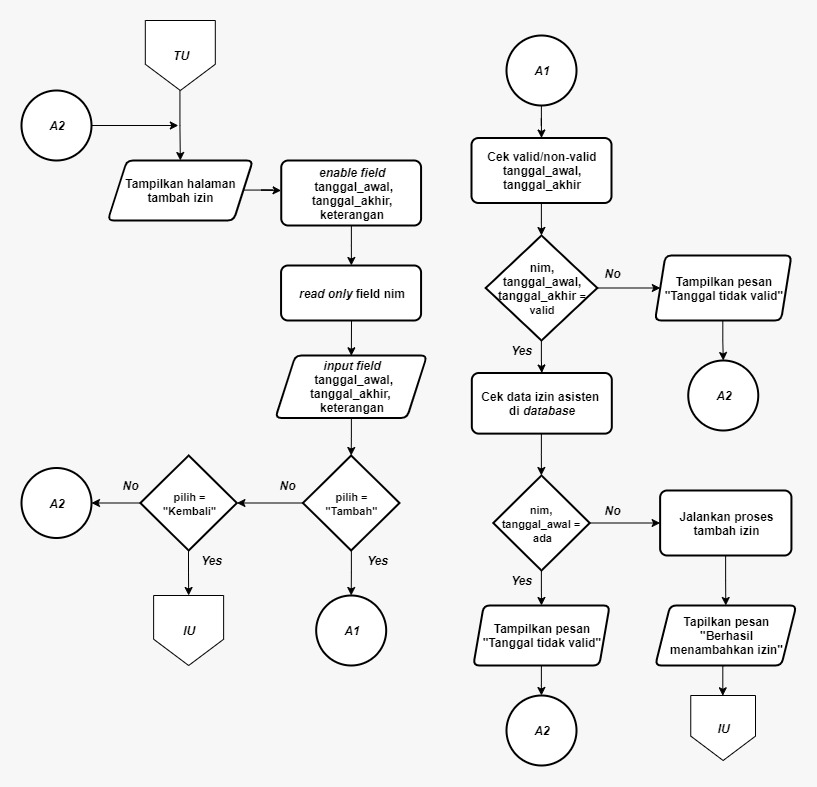 TU
A2
Tampilkan halaman
tambah izin
enable field
tanggal_awal,
tanggal_akhir,
keterangan
read only field nim
input field
tanggal_awal,
tanggal_akhir,
keterangan
pilih =
"Tambah"
No
Yes
pilih =
"Kembali"
No
Yes
A2
IU
A1
A1
Cek valid/non-valid
tanggal_awal,
tanggal_akhir
nim,
tanggal_awal,
tanggal_akhir =
valid
No
Yes
Tampilkan pesan
"Tanggal tidak valid"
A2
Cek data izin asisten
di database
nim,
tanggal_awal =
ada
No
Yes
Jalankan proses
tambah izin
Tampilkan pesan
"Tanggal tidak valid"
Tapilkan pesan
"Berhasil
menambahkan izin"
A2
IU